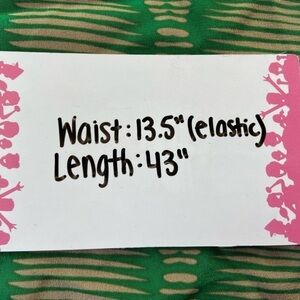 Waist: 13.5" (elastic)
Length: 43"